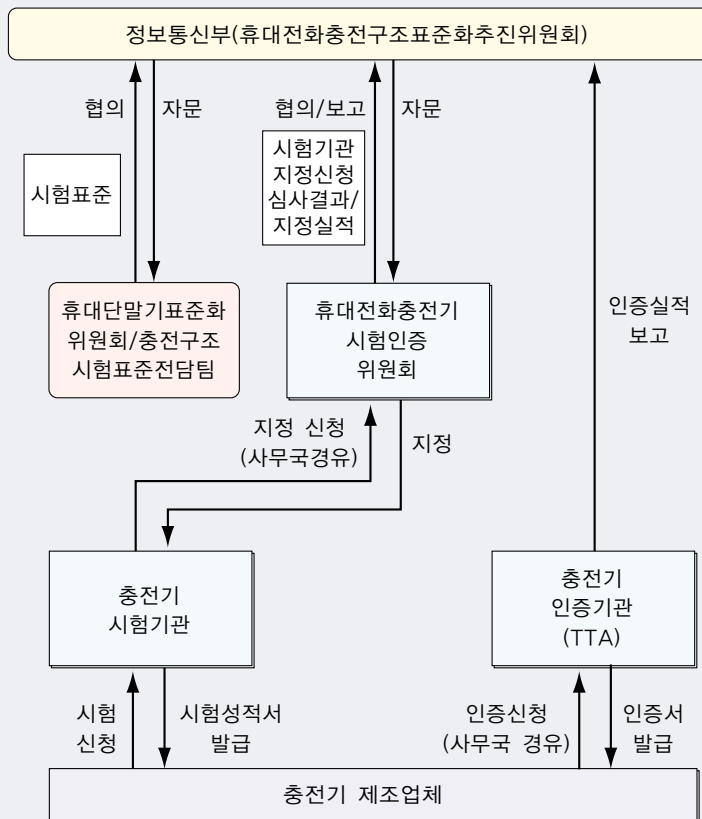 정보통신부(휴대전화충전구조표준화추진위원회)
협의
자문
협의/보고
자문
시험표준
시험기관
지정신청
심사결과/
지정실적
휴대단말기표준화
위원회/충전구조
시험표준전담팀
휴대전화충전기
시험인증
위원회
인증실적
보고
지정 신청
(사무국경유)
지정
충전기
시험기관
충전기
인증기관
(TTA)
시험
신청
시험성적서
발급
인증신청
(사무국 경유)
인증서
발급
충전기 제조업체